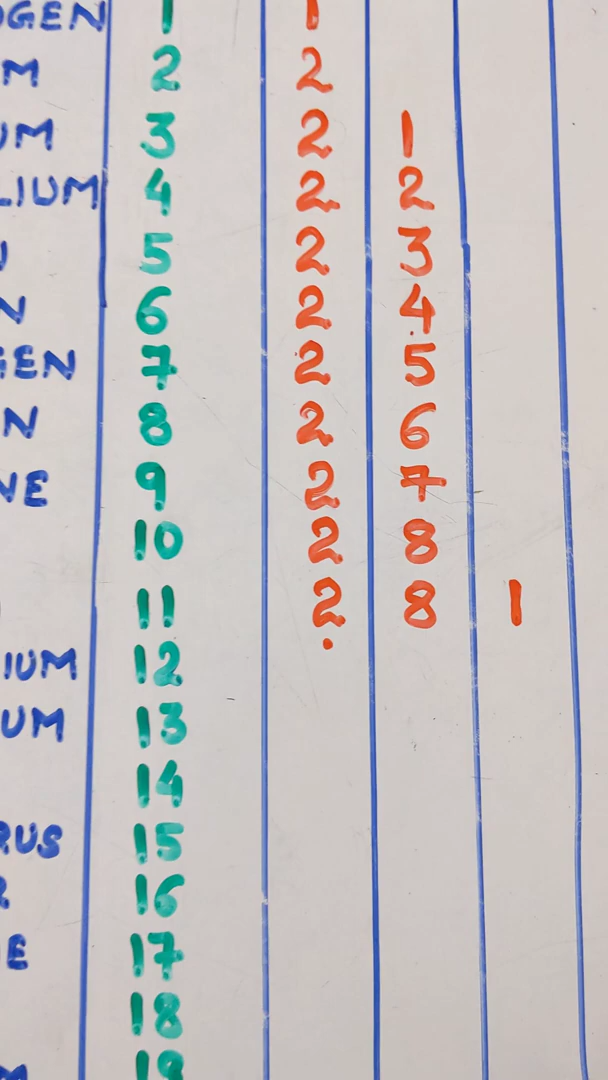 OGEN 1 1
M 2 2
UM 3 2 1
LIUM 4 2 2
5 2 3
N 6 2 4
GEN 7 2 5
N 8 2 6
NE 9 2 7
10 2 8
11 2 8 1
IUM 12 .
UM 13
14
RUS 15
R 16
E 17
18
M 19